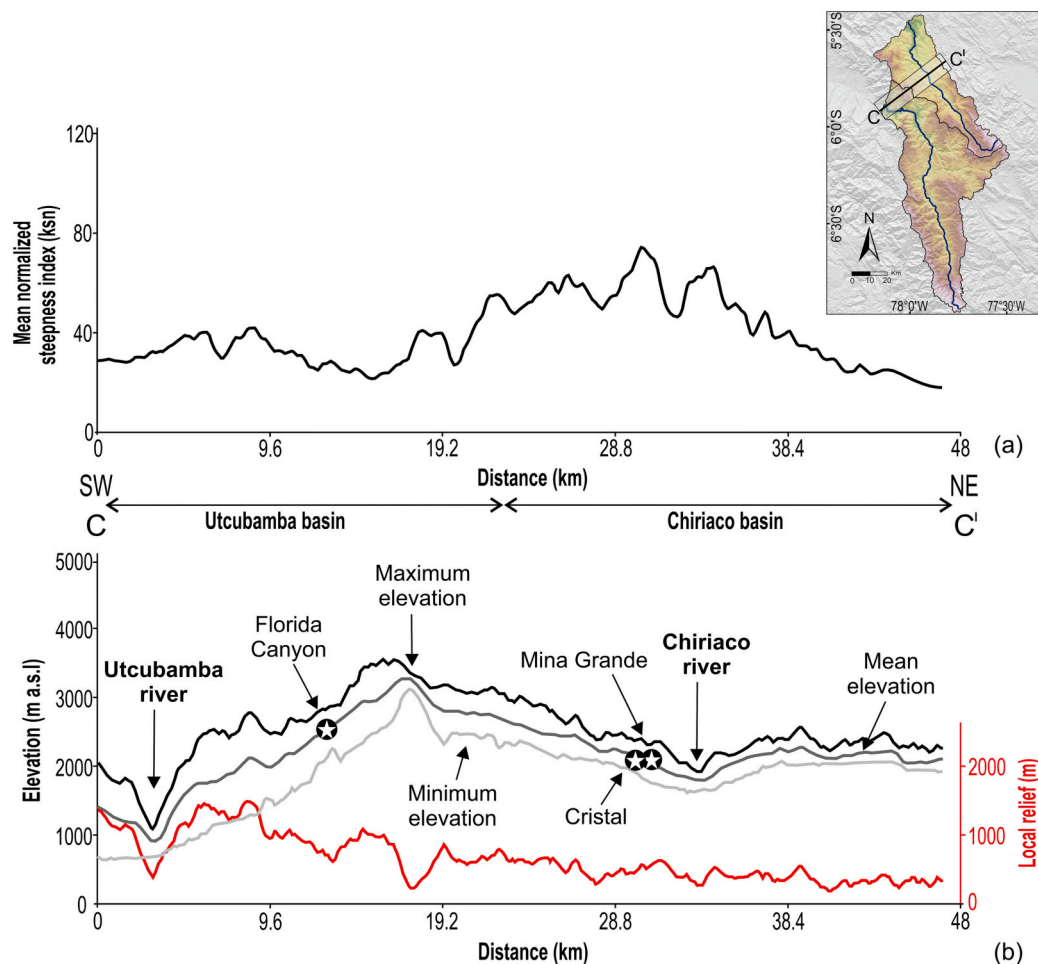 5°30'S
6°0'S
6°30'S
78°0'W
77°30'W
C
C'
N
0 10 20 Km
Mean normalized
steepness index (ksn)
120
80
40
0
0 9.6 19.2 28.8 38.4 48
Distance (km)
(a)
SW
NE
C
Utcubamba basin
Chiriaco basin
C'
Elevation (m a.s.l)
5000
4000
3000
2000
1000
0
Utcubamba
river
Florida
Canyon
Maximum
elevation
Minimum
elevation
Mina Grande
Cristal
Chiriaco
river
Mean
elevation
2000
1000
0
Local relief (m)
0 9.6 19.2 28.8 38.4 48
Distance (km)
(b)